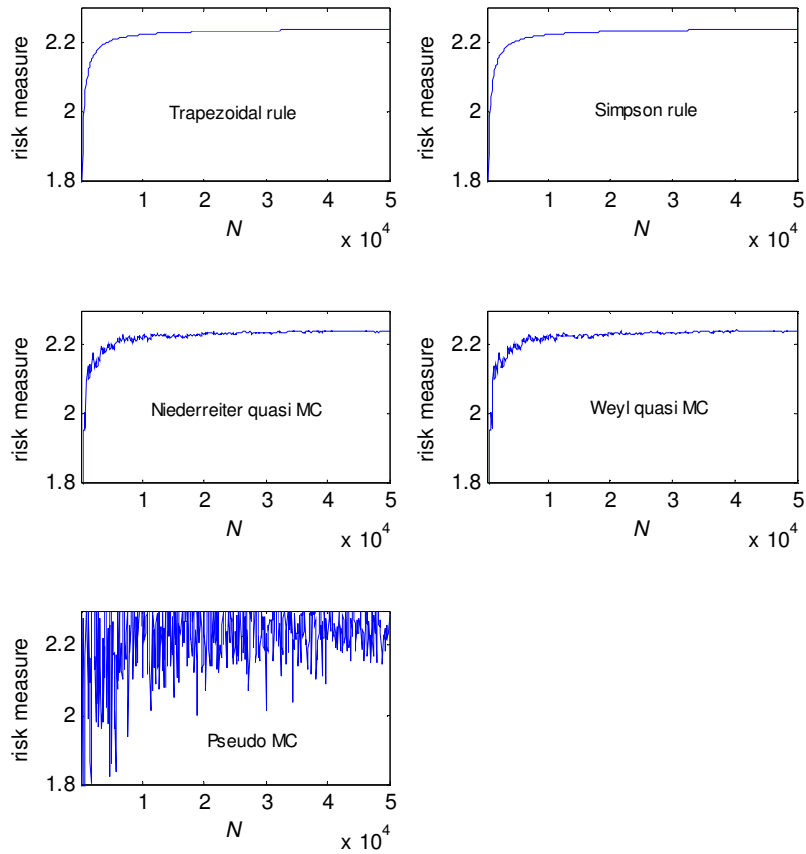 risk measure
2.2
2
1.8
Trapezoidal rule
1 2 3 4 5
N
x 10^4
risk measure
2.2
2
1.8
Simpson rule
1 2 3 4 5
N
x 10^4
risk measure
2.2
2
1.8
Niederreiter quasi MC
1 2 3 4 5
N
x 10^4
risk measure
2.2
2
1.8
Weyl quasi MC
1 2 3 4 5
N
x 10^4
risk measure
2.2
2
1.8
Pseudo MC
1 2 3 4 5
N
x 10^4